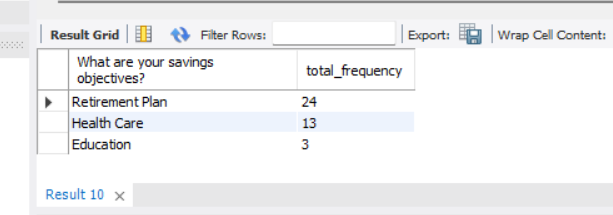 Result Grid Filter Rows: Export: Wrap Cell Content:
What are your savings
objectives? total_frequency
Retirement Plan 24
Health Care 13
Education 3
Result 10 ×